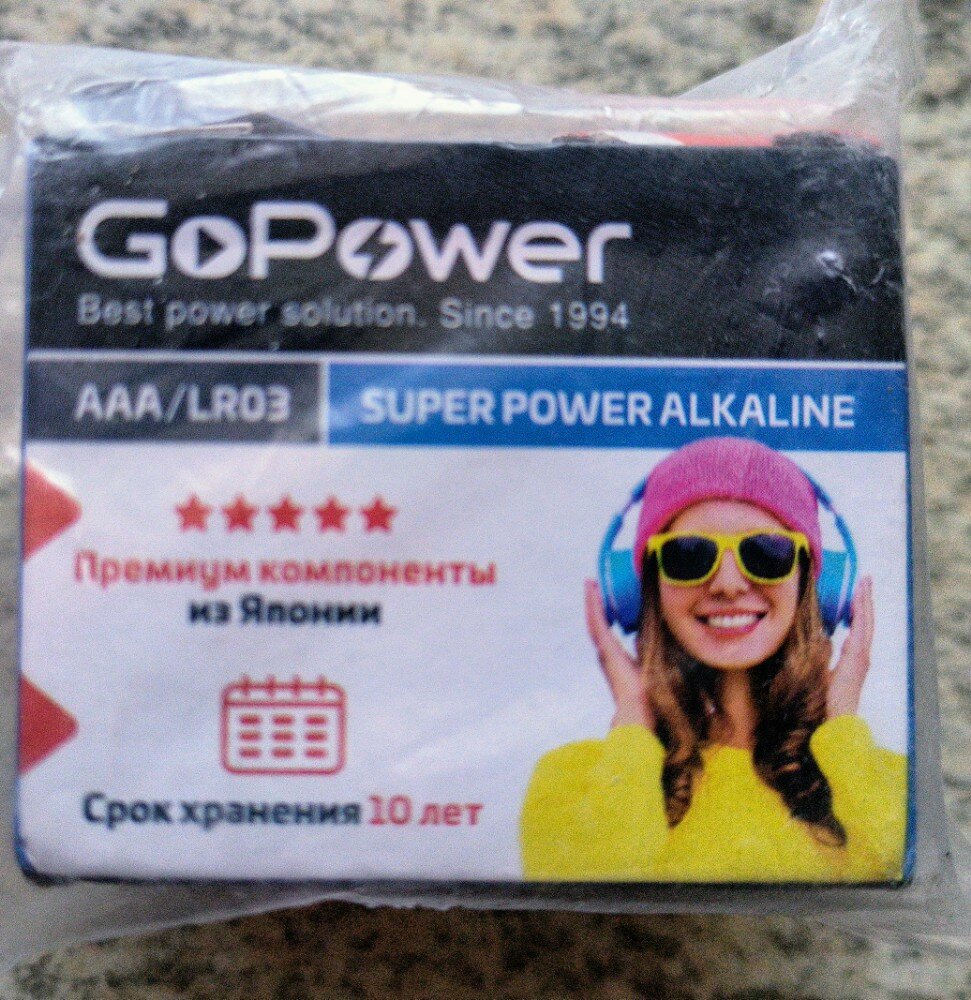 GoPower
Best power solution. Since 1994
AAA/LR03
SUPER POWER ALKALINE
Премиум компоненты
из Японии
Срок хранения 10 лет